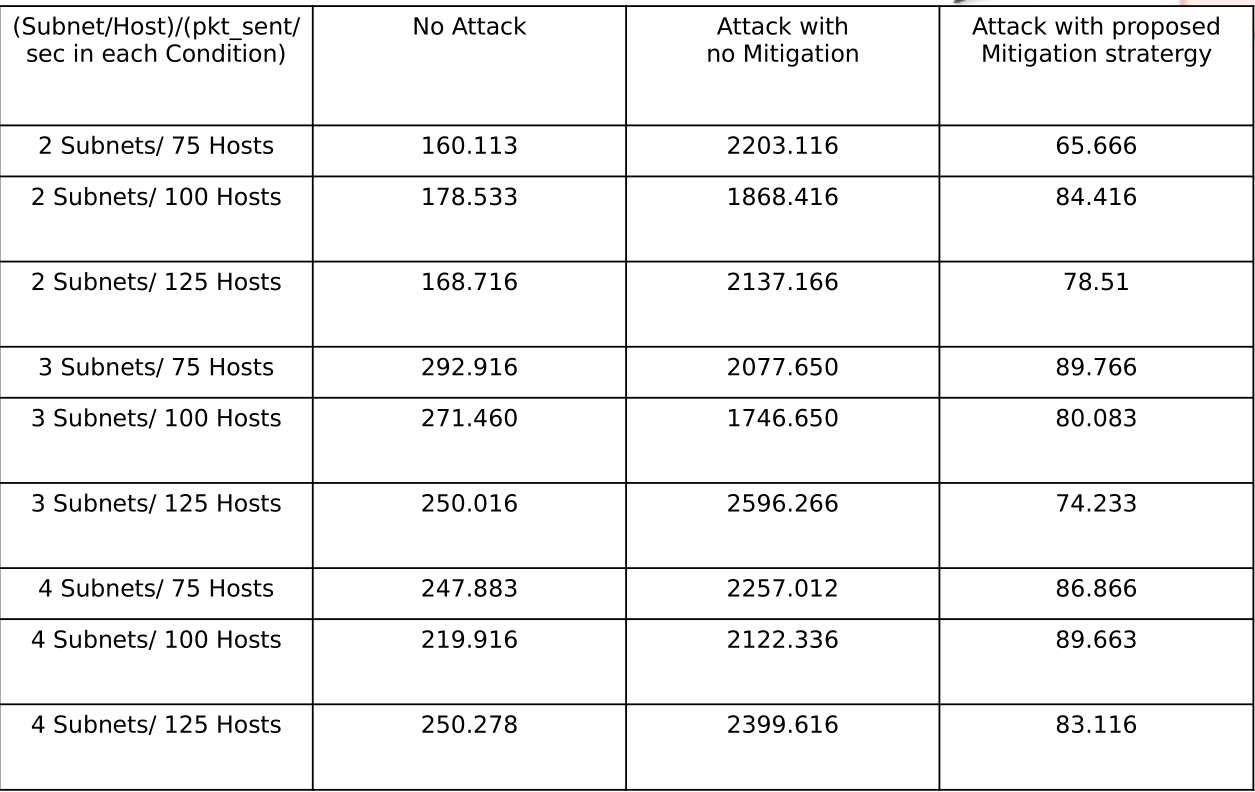 (Subnet/Host)/(pkt_sent/
sec in each Condition)
No Attack
Attack with
no Mitigation
Attack with proposed
Mitigation stratergy
2 Subnets/ 75 Hosts
160.113
2203.116
65.666
2 Subnets/ 100 Hosts
178.533
1868.416
84.416
2 Subnets/ 125 Hosts
168.716
2137.166
78.51
3 Subnets/ 75 Hosts
292.916
2077.650
89.766
3 Subnets/ 100 Hosts
271.460
1746.650
80.083
3 Subnets/ 125 Hosts
250.016
2596.266
74.233
4 Subnets/ 75 Hosts
247.883
2257.012
86.866
4 Subnets/ 100 Hosts
219.916
2122.336
89.663
4 Subnets/ 125 Hosts
250.278
2399.616
83.116